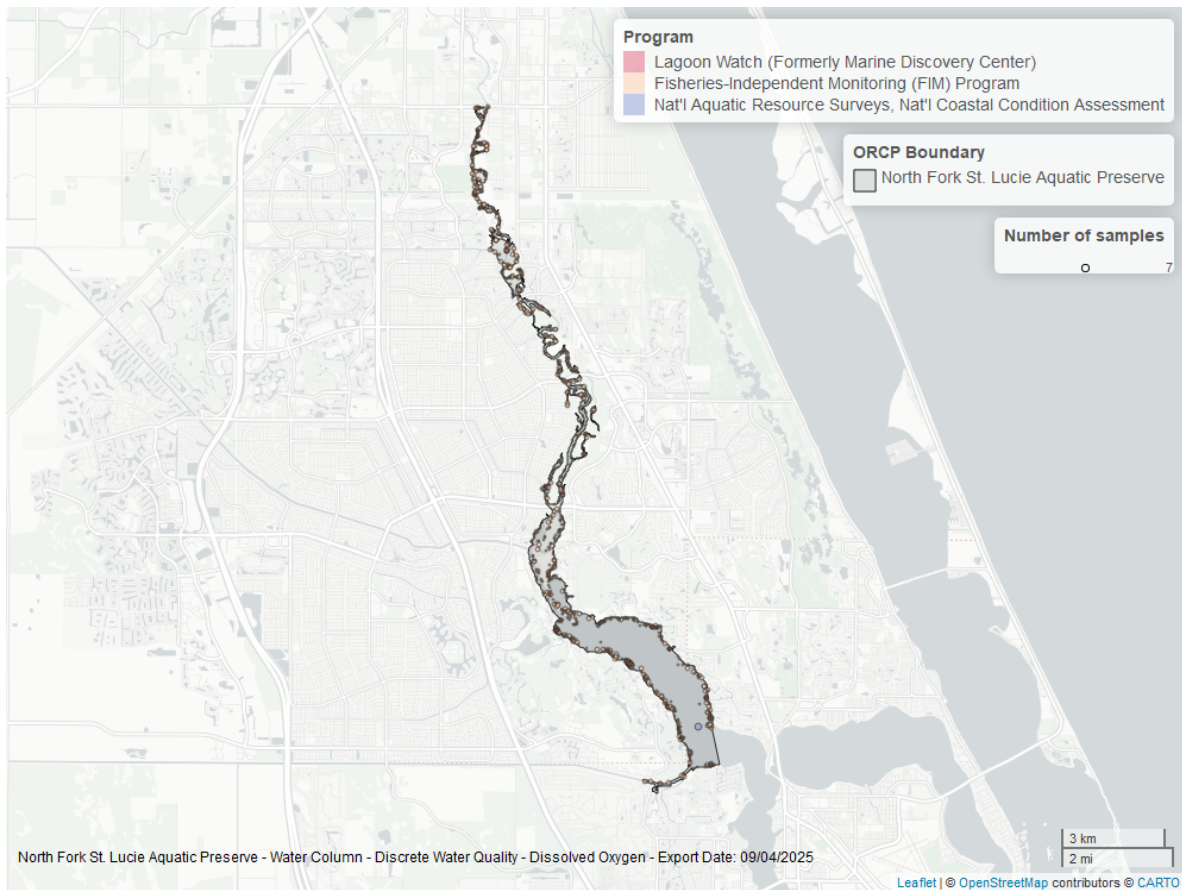 Program
Lagoon Watch (Formerly Marine Discovery Center)
Fisheries-Independent Monitoring (FIM) Program
Nat'l Aquatic Resource Surveys, Nat'l Coastal Condition Assessment
ORCP Boundary
North Fork St. Lucie Aquatic Preserve
Number of samples
7
3 km
2 mi
North Fork St. Lucie Aquatic Preserve - Water Column - Discrete Water Quality - Dissolved Oxygen - Export Date: 09/04/2025
Leaflet | © OpenStreetMap contributors © CARTO